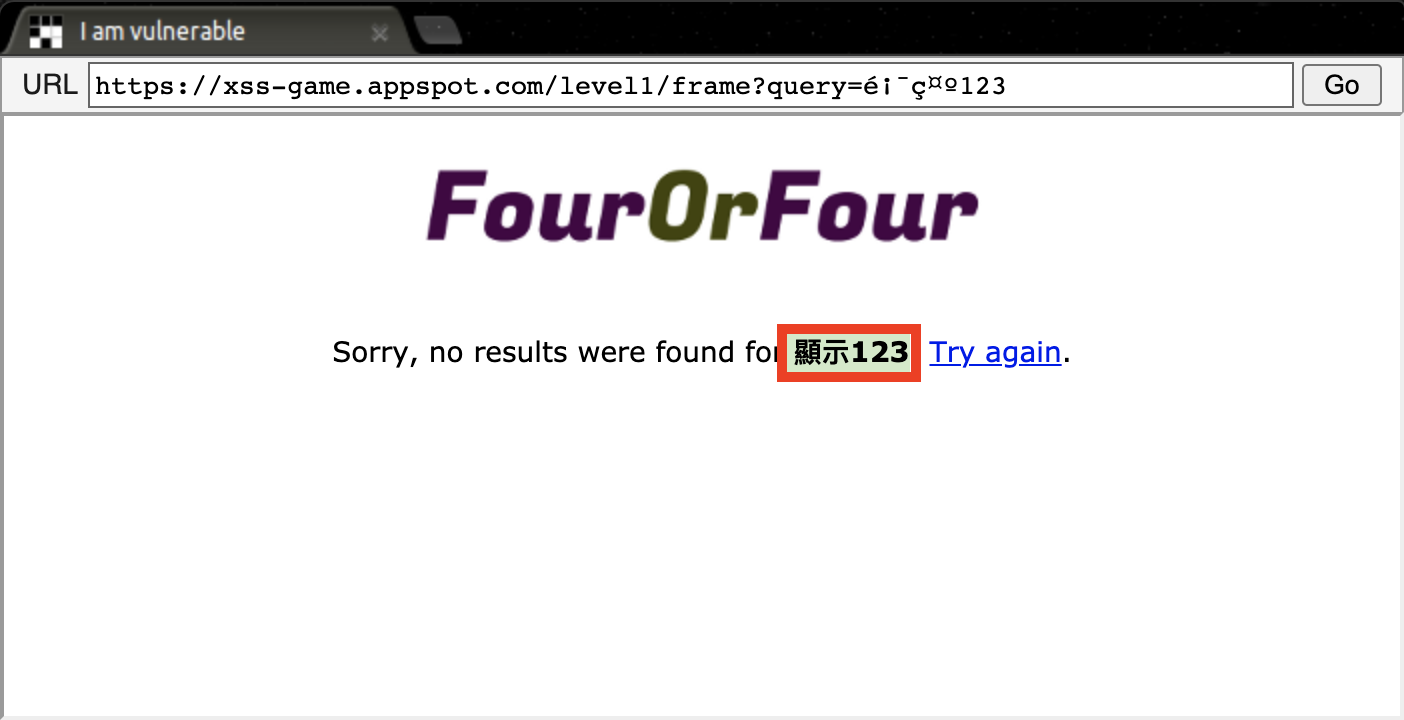 I am vulnerable
URL https://xss-game.appspot.com/level1/frame?query=é¡¯ç¤º123 Go
FourOrFour
Sorry, no results were found for 顯示123 Try again.